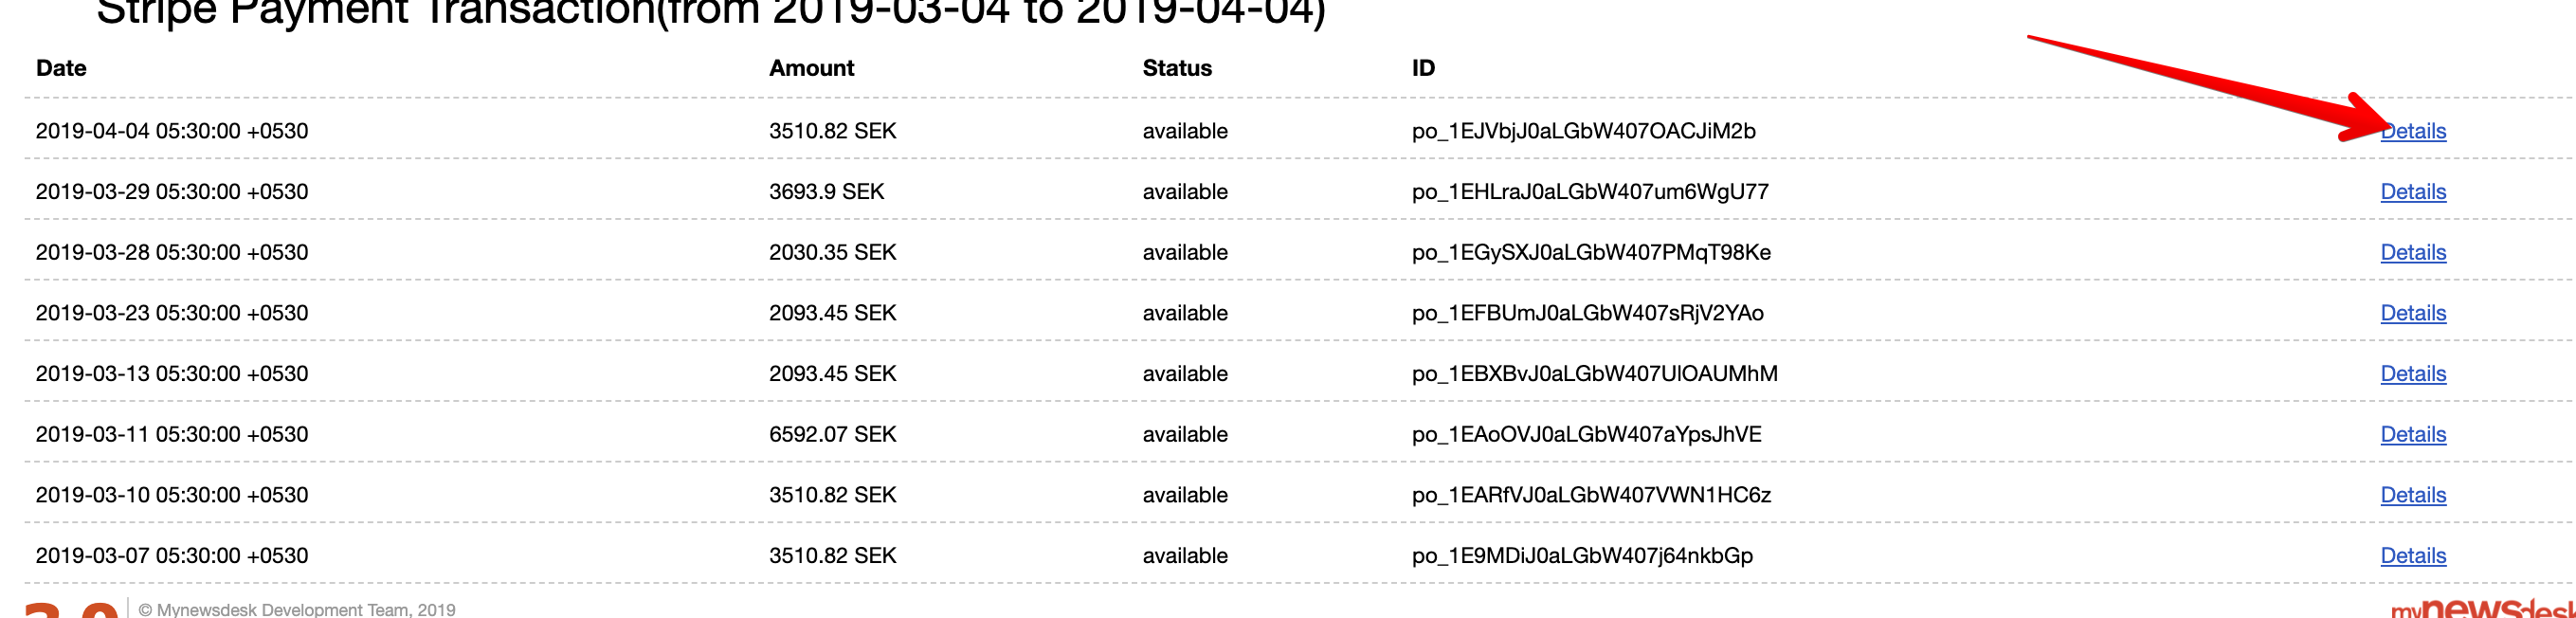 Stripe Payment Transaction(from 2019-03-04 to 2019-04-04)
Date Amount Status ID
2019-04-04 05:30:00 +0530 3510.82 SEK available po_1EJVbjJ0aLGbW407OACJiM2b Details
2019-03-29 05:30:00 +0530 3693.9 SEK available po_1EHLraJ0aLGbW407um6WgU77 Details
2019-03-28 05:30:00 +0530 2030.35 SEK available po_1EGySXJ0aLGbW407PMqT98Ke Details
2019-03-23 05:30:00 +0530 2093.45 SEK available po_1EFBUmJ0aLGbW407sRjV2YAo Details
2019-03-13 05:30:00 +0530 2093.45 SEK available po_1EBXBvJ0aLGbW407UIOAUMhM Details
2019-03-11 05:30:00 +0530 6592.07 SEK available po_1EAoOVJ0aLGbW407aYpsJhVE Details
2019-03-10 05:30:00 +0530 3510.82 SEK available po_1EARfVJ0aLGbW407VWN1HC6z Details
2019-03-07 05:30:00 +0530 3510.82 SEK available po_1E9MDiJ0aLGbW407j64nkbGp Details
© Mynewsdesk Development Team, 2019
mynewsdesk